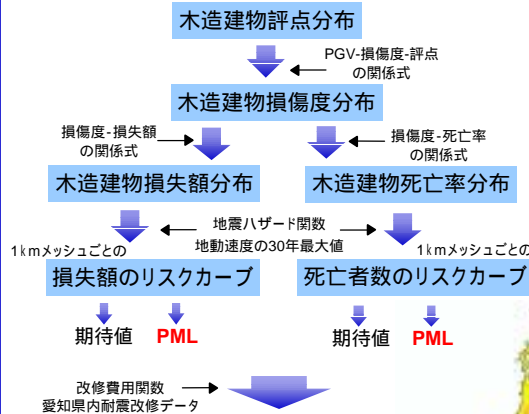 木造建物評点分布
PGV-損傷度-評点
の関係式
木造建物損傷度分布
損傷度-損失額
の関係式
損傷度-死亡率
の関係式
木造建物損失額分布
木造建物死亡率分布
地震ハザード関数
地動速度の30年最大値
1kmメッシュごとの
1kmメッシュごとの
損失額のリスクカーブ
死亡者数のリスクカーブ
期待値 PML
期待値 PML
改修費用関数
愛知県内耐震改修データ